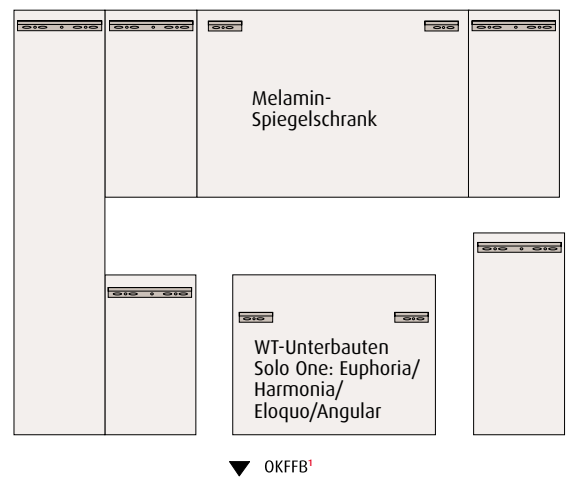 Melamin-
Spiegelschrank
WT-Unterbauten
Solo One: Euphoria/
Harmonia/
Eloquo/Angular
OKFFB¹